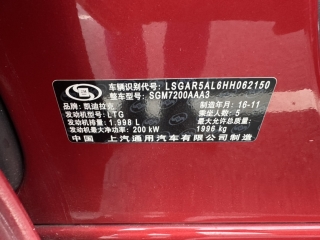 车辆识别代号: LSGAR5AL6HH062150
整车型号: SGM7200AAA3
品牌: 凯迪拉克 制造年月: 16-11
发动机型号: LTG 乘坐人数: 5
发动机排量: 1.998 L 最大允许总质量:
发动机最大净功率: 200 kW 1996 kg
中国 上汽通用汽车有限公司制造